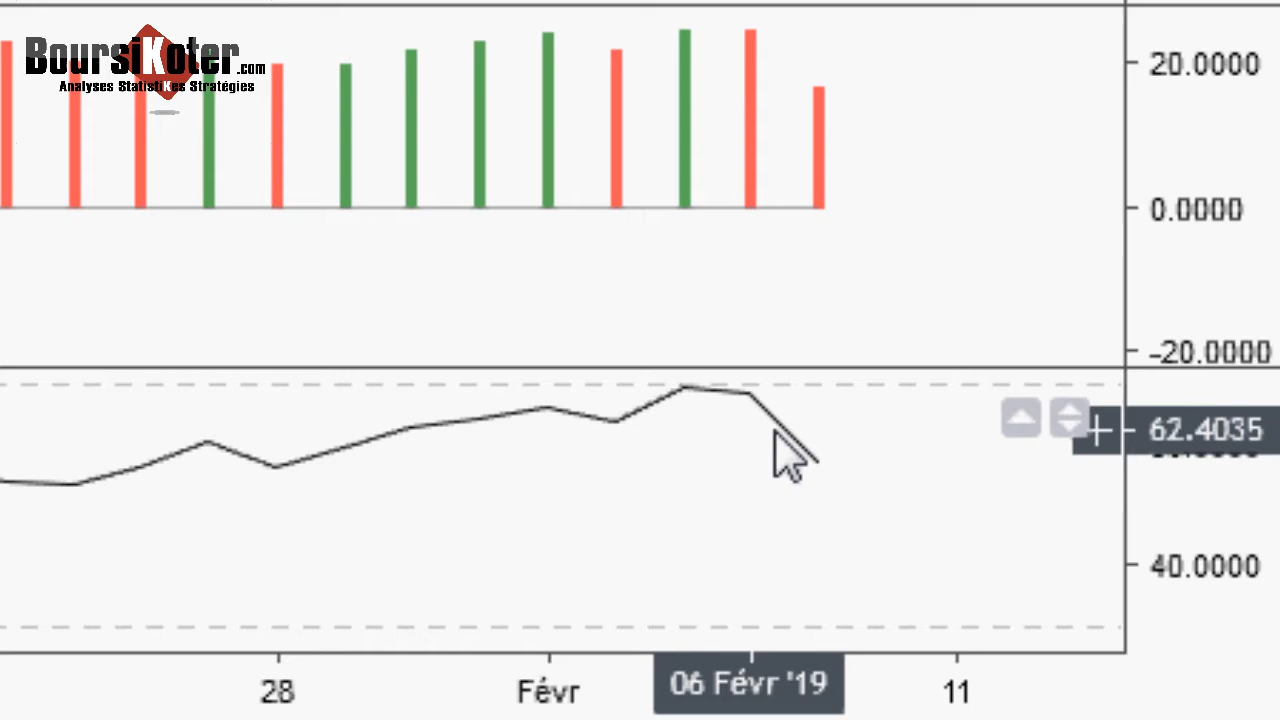 BoursiKoter.com
Analyses StatistiKes Stratégies
20.0000
0.0000
-20.0000
62.4035
40.0000
28
Févr
06 Févr '19
11